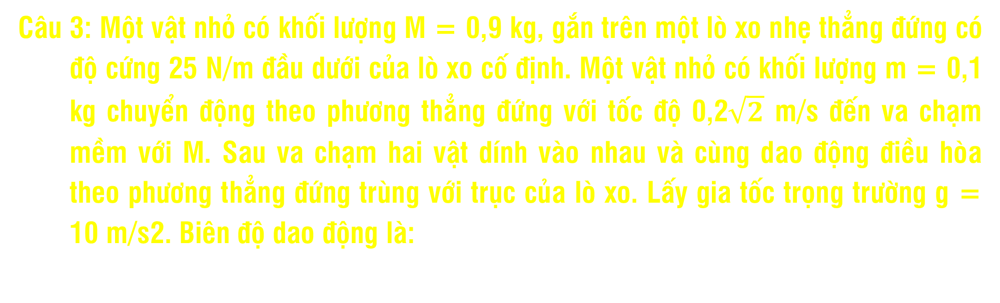 Câu 3: Một vật nhỏ có khối lượng M = 0,9 kg, gắn trên một lò xo nhẹ thẳng đứng có
độ cứng 25 N/m đầu dưới của lò xo cố định. Một vật nhỏ có khối lượng m = 0,1
kg chuyển động theo phương thẳng đứng với tốc độ 0,2√2 m/s đến va chạm
mềm với M. Sau va chạm hai vật dính vào nhau và cùng dao động điều hòa
theo phương thẳng đứng trùng với trục của lò xo. Lấy gia tốc trọng trường g =
10 m/s2. Biên độ dao động là: